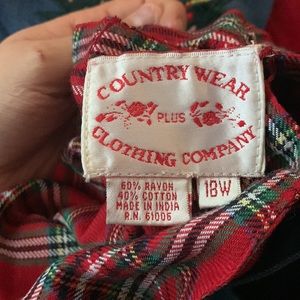 COUNTRY WEAR
PLUS
CLOTHING COMPANY
60% RAYON
40% COTTON
MADE IN INDIA
R.N. 61006
18W